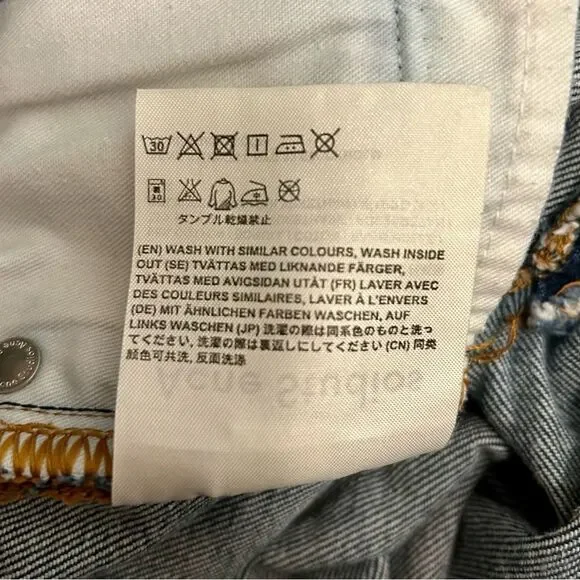 30
30
タンブル乾燥禁止
(EN) WASH WITH SIMILAR COLOURS, WASH INSIDE
OUT (SE) TVÄTTAS MED LIKNANDE FÄRGER,
TVÄTTAS MED AVIGSIDAN UTÅT (FR) LAVER AVEC
DES COULEURS SIMILAIRES, LAVER À L'ENVERS
(DE) MIT ÄHNLICHEN FARBEN WASCHEN, AUF
LINKS WASCHEN (JP) 洗濯の際は同系色のものと洗っ
てください, 洗濯の際は裏返しにしてください (CN) 同类
颜色可共洗, 反面洗涤
Acne Studios